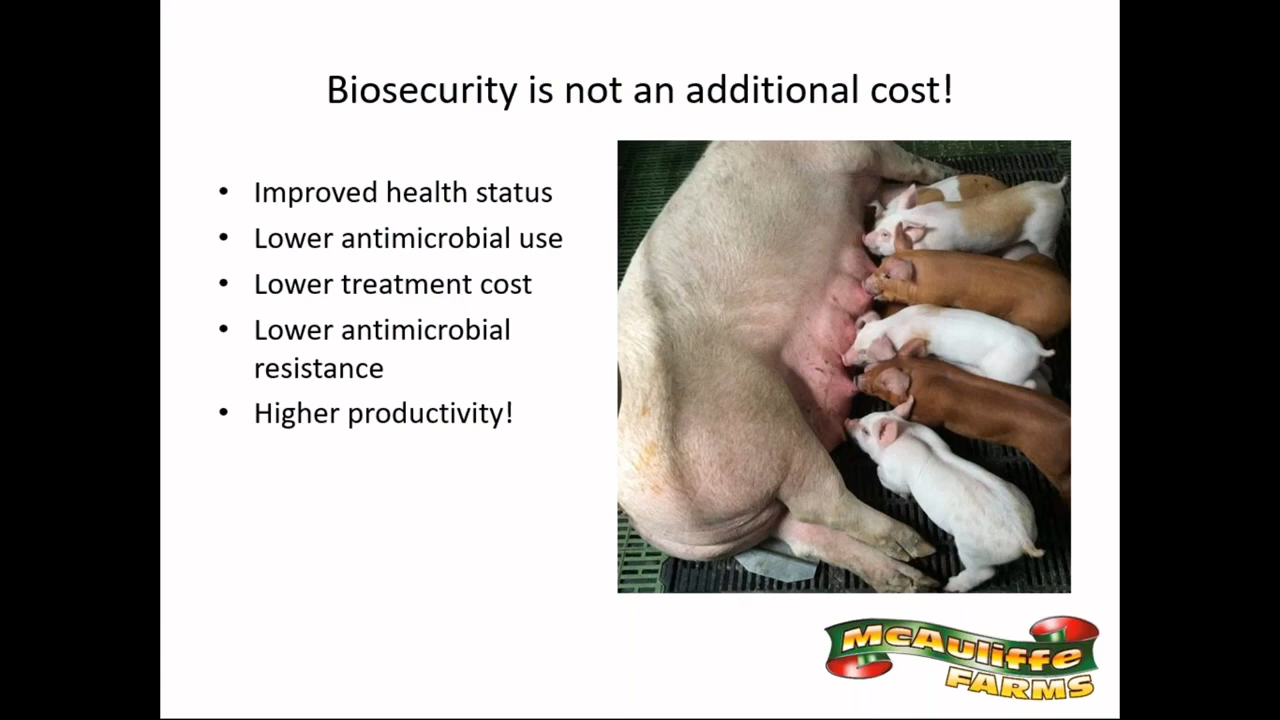 Biosecurity is not an additional cost!
• Improved health status
• Lower antimicrobial use
• Lower treatment cost
• Lower antimicrobial
resistance
• Higher productivity!
McAuliffe
FARMS